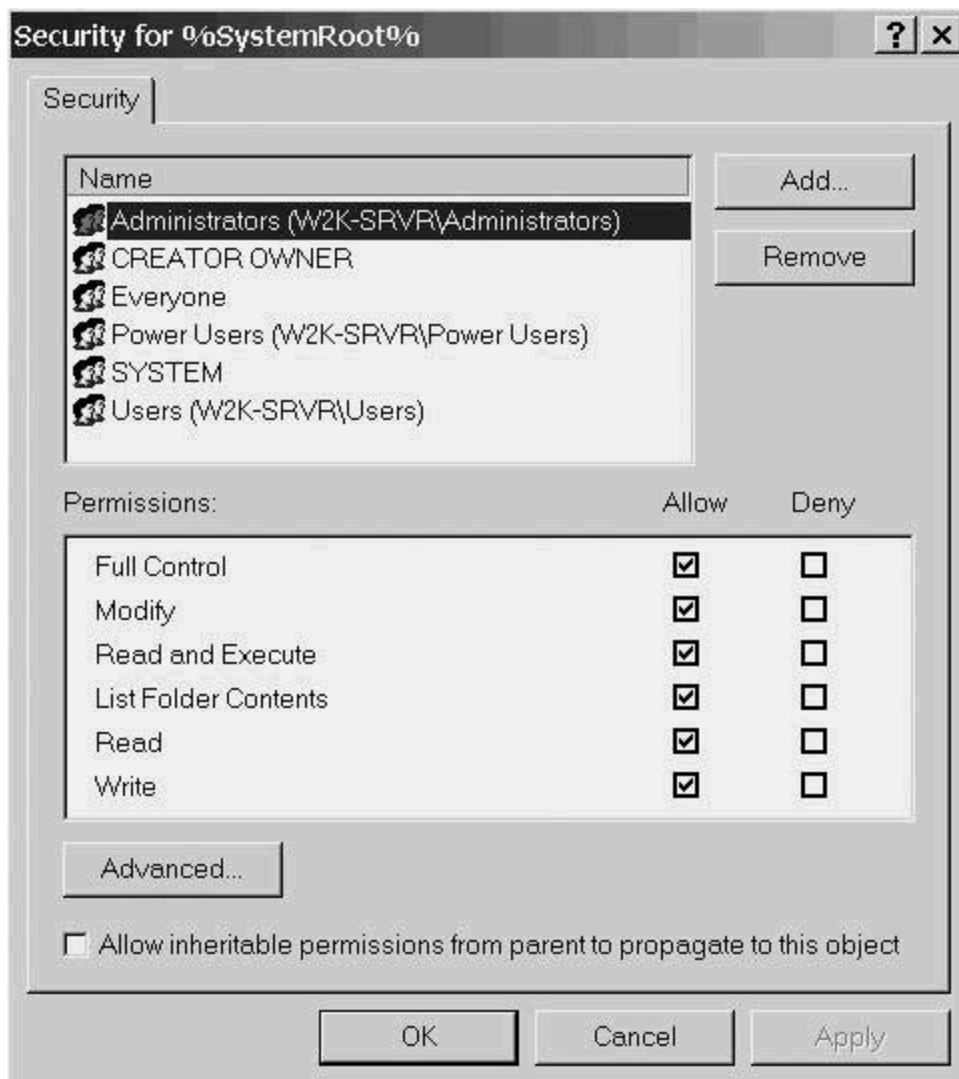 Security for %SystemRoot%
? ×
Security
Name
Add...
Administrators (W2K-SRVR\Administrators)
CREATOR OWNER
Remove
Everyone
Power Users (W2K-SRVR\Power Users)
SYSTEM
Users (W2K-SRVR\Users)
Permissions: Allow Deny
Full Control
Modify
Read and Execute
List Folder Contents
Read
Write
Advanced...
Allow inheritable permissions from parent to propagate to this object
OK Cancel Apply